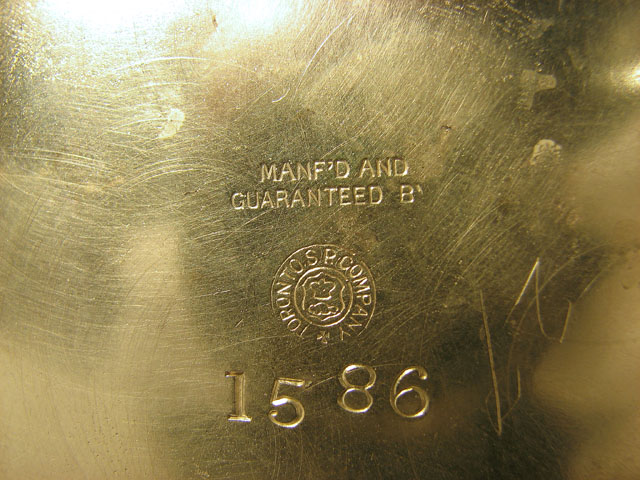 MANF'D AND
GUARANTEED B
TORONTO.S.P.COMPANY
1586